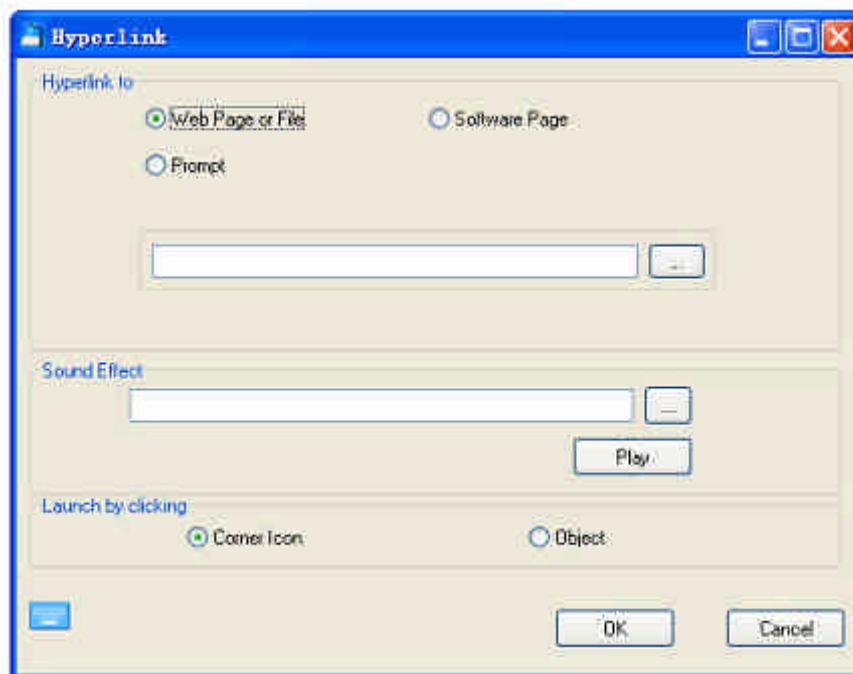 Hyperlink
Hyperlink to
Web Page or File
Software Page
Prompt
...
Sound Effect
...
Play
Launch by clicking
Corner Icon
Object
OK
Cancel